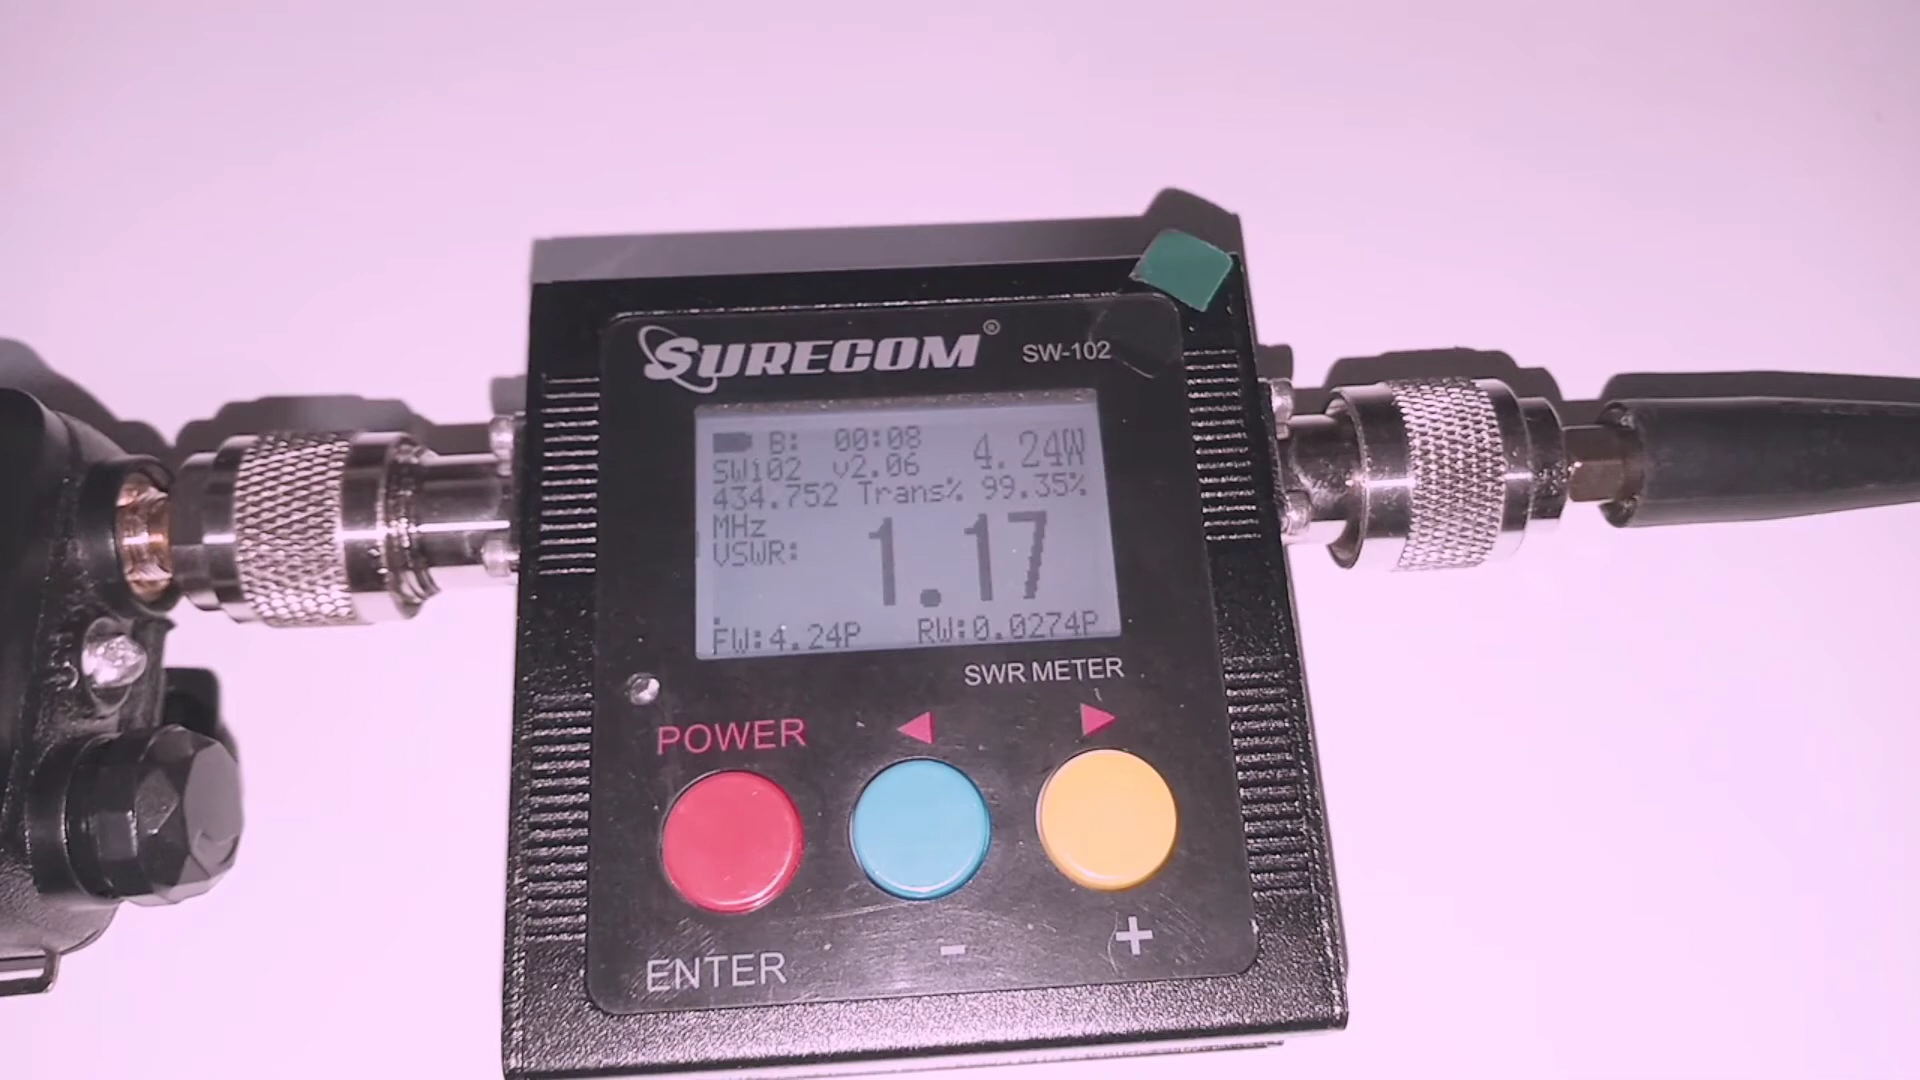 SURECOM® SW-102
B: 00:08 4.24W
SWi02 v2.06
434.752 Trans% 99.35%
MHz
VSWR: 1.17
FW:4.24P RW:0.0274P
SWR METER
POWER ◀ ▶
ENTER - +